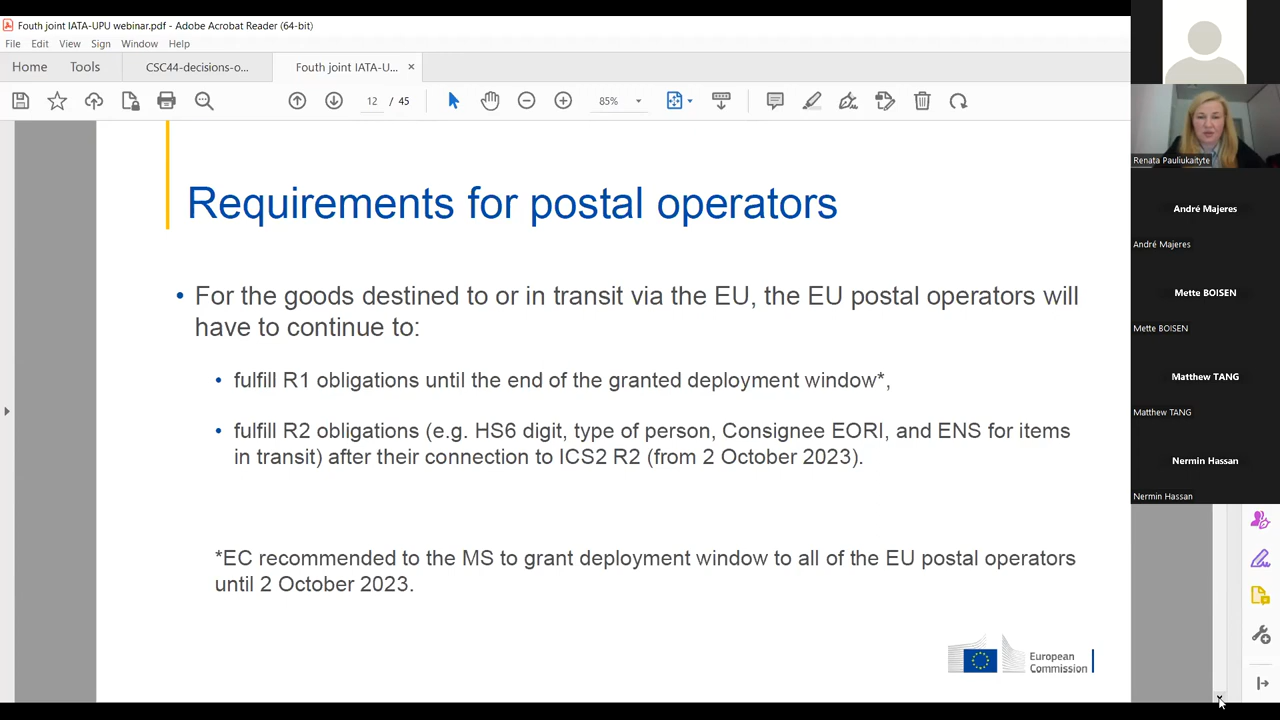 Fouth joint IATA-UPU webinar.pdf - Adobe Acrobat Reader (64-bit)
File Edit View Sign Window Help
Home Tools CSC44-decisions-o... Fouth joint IATA-U... ×
12 / 45 85%
Requirements for postal operators
• For the goods destined to or in transit via the EU, the EU postal operators will
have to continue to:
• fulfill R1 obligations until the end of the granted deployment window*,
• fulfill R2 obligations (e.g. HS6 digit, type of person, Consignee EORI, and ENS for items
in transit) after their connection to ICS2 R2 (from 2 October 2023).
*EC recommended to the MS to grant deployment window to all of the EU postal operators
until 2 October 2023.
European
Commission
Renata Pauliukaityte
André Majeres
André Majeres
Mette BOISEN
Mette BOISEN
Matthew TANG
Matthew TANG
Nermin Hassan
Nermin Hassan